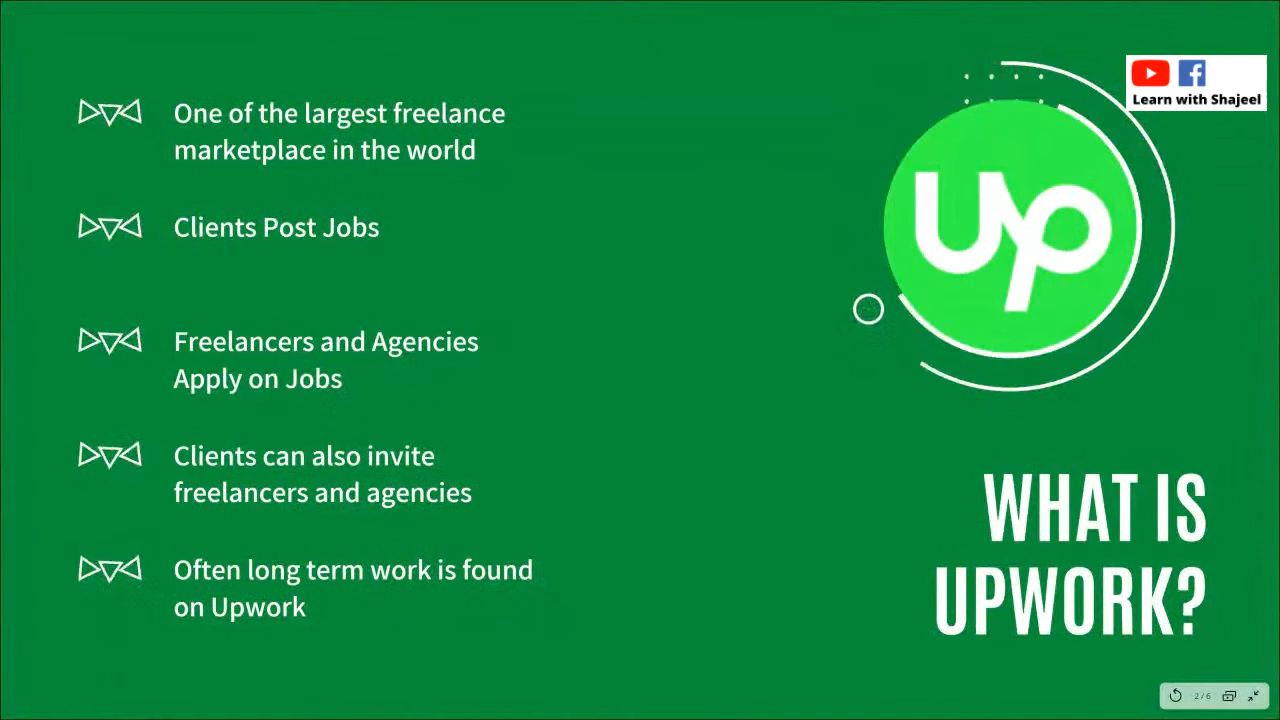 One of the largest freelance
marketplace in the world
Clients Post Jobs
Freelancers and Agencies
Apply on Jobs
Clients can also invite
freelancers and agencies
Often long term work is found
on Upwork
Learn with Shajeel
up
WHAT IS
UPWORK?
2/6